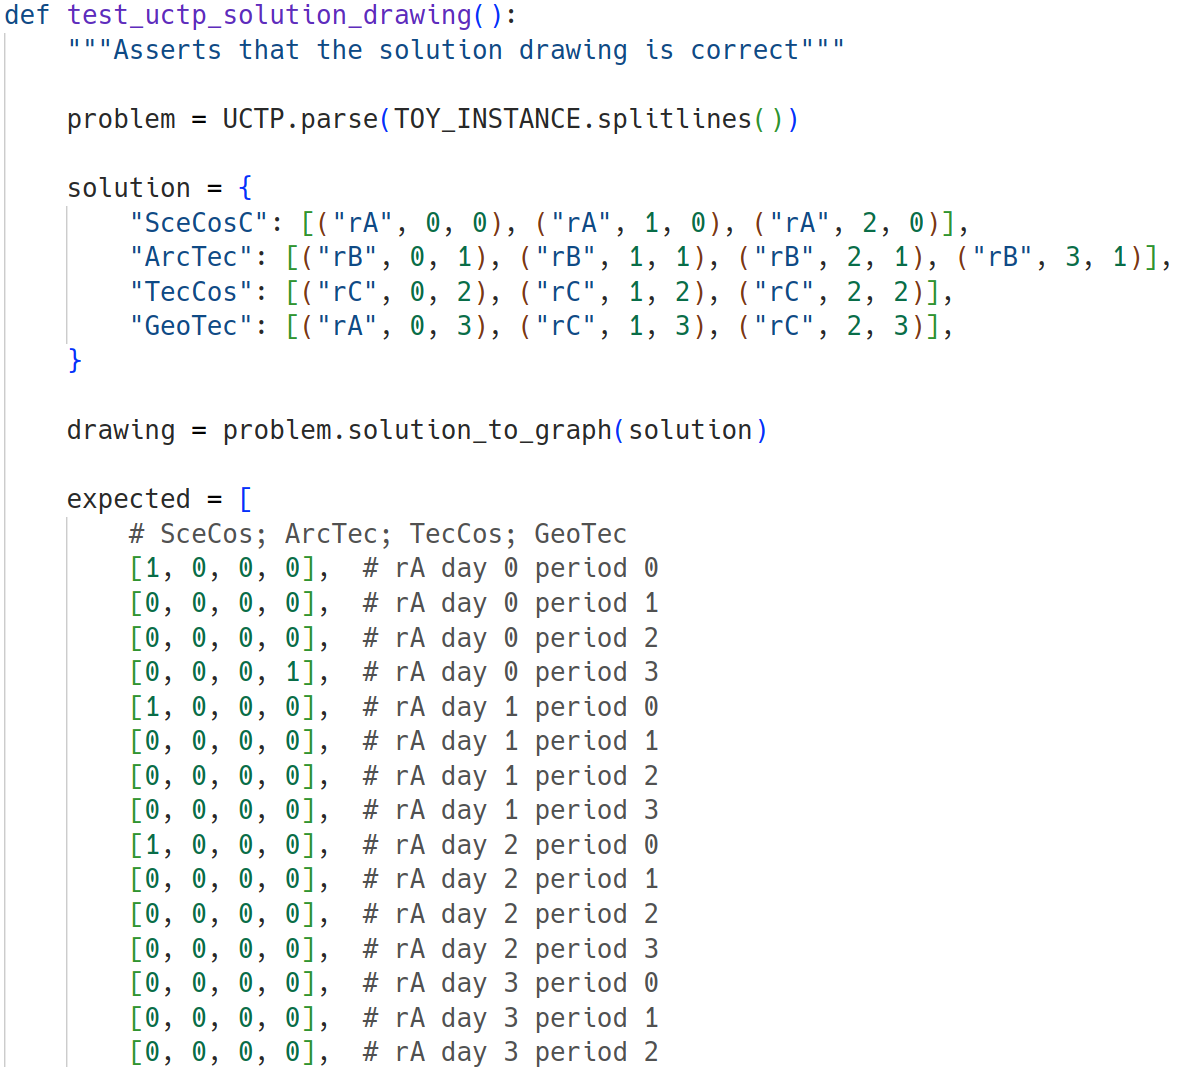 def test_uctp_solution_drawing():
    """Asserts that the solution drawing is correct"""

    problem = UCTP.parse(TOY_INSTANCE.splitlines())

    solution = {
        "SceCosC": [("rA", 0, 0), ("rA", 1, 0), ("rA", 2, 0)],
        "ArcTec": [("rB", 0, 1), ("rB", 1, 1), ("rB", 2, 1), ("rB", 3, 1)],
        "TecCos": [("rC", 0, 2), ("rC", 1, 2), ("rC", 2, 2)],
        "GeoTec": [("rA", 0, 3), ("rC", 1, 3), ("rC", 2, 3)],
    }

    drawing = problem.solution_to_graph(solution)

    expected = [
        # SceCos; ArcTec; TecCos; GeoTec
        [1, 0, 0, 0],  # rA day 0 period 0
        [0, 0, 0, 0],  # rA day 0 period 1
        [0, 0, 0, 0],  # rA day 0 period 2
        [0, 0, 0, 1],  # rA day 0 period 3
        [1, 0, 0, 0],  # rA day 1 period 0
        [0, 0, 0, 0],  # rA day 1 period 1
        [0, 0, 0, 0],  # rA day 1 period 2
        [0, 0, 0, 0],  # rA day 1 period 3
        [1, 0, 0, 0],  # rA day 2 period 0
        [0, 0, 0, 0],  # rA day 2 period 1
        [0, 0, 0, 0],  # rA day 2 period 2
        [0, 0, 0, 0],  # rA day 2 period 3
        [0, 0, 0, 0],  # rA day 3 period 0
        [0, 0, 0, 0],  # rA day 3 period 1
        [0, 0, 0, 0],  # rA day 3 period 2